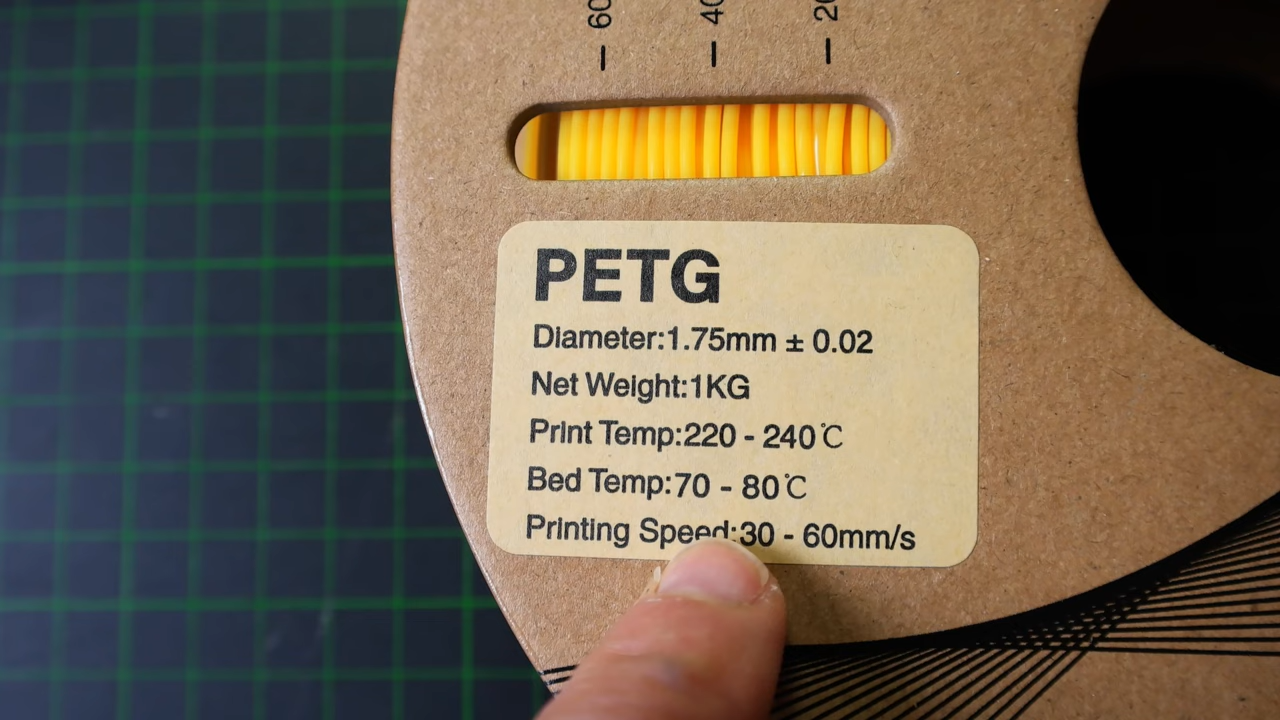 60
40
20
PETG
Diameter:1.75mm ± 0.02
Net Weight:1KG
Print Temp:220 - 240℃
Bed Temp:70 - 80℃
Printing Speed:30 - 60mm/s